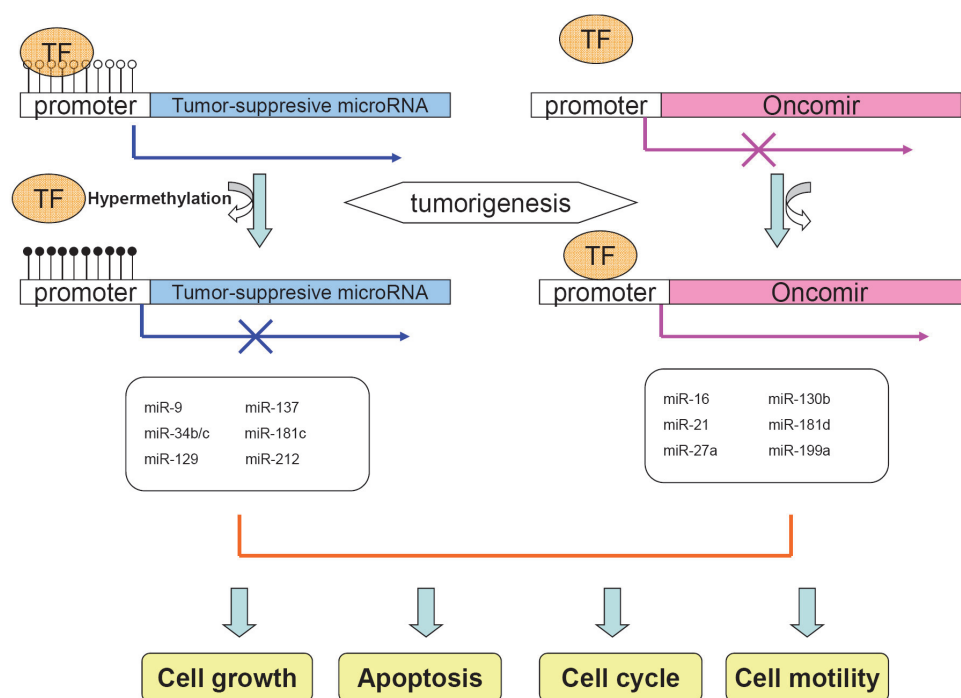 TF
promoter Tumor-suppresive microRNA
TF
promoter Oncomir
TF Hypermethylation
tumorigenesis
promoter Tumor-suppresive microRNA
TF
promoter Oncomir
miR-9 miR-137
miR-34b/c miR-181c
miR-129 miR-212
miR-16 miR-130b
miR-21 miR-181d
miR-27a miR-199a
Cell growth
Apoptosis
Cell cycle
Cell motility